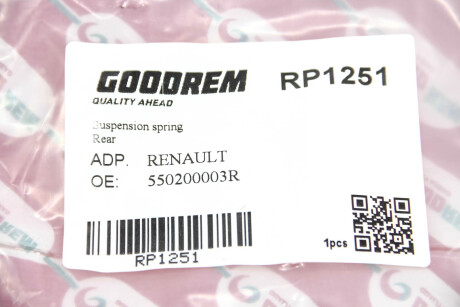 GOODREM
RP1251
QUALITY AHEAD
Suspension spring
Rear
ADP. RENAULT
OE: 550200003R
1pcs
RP1251